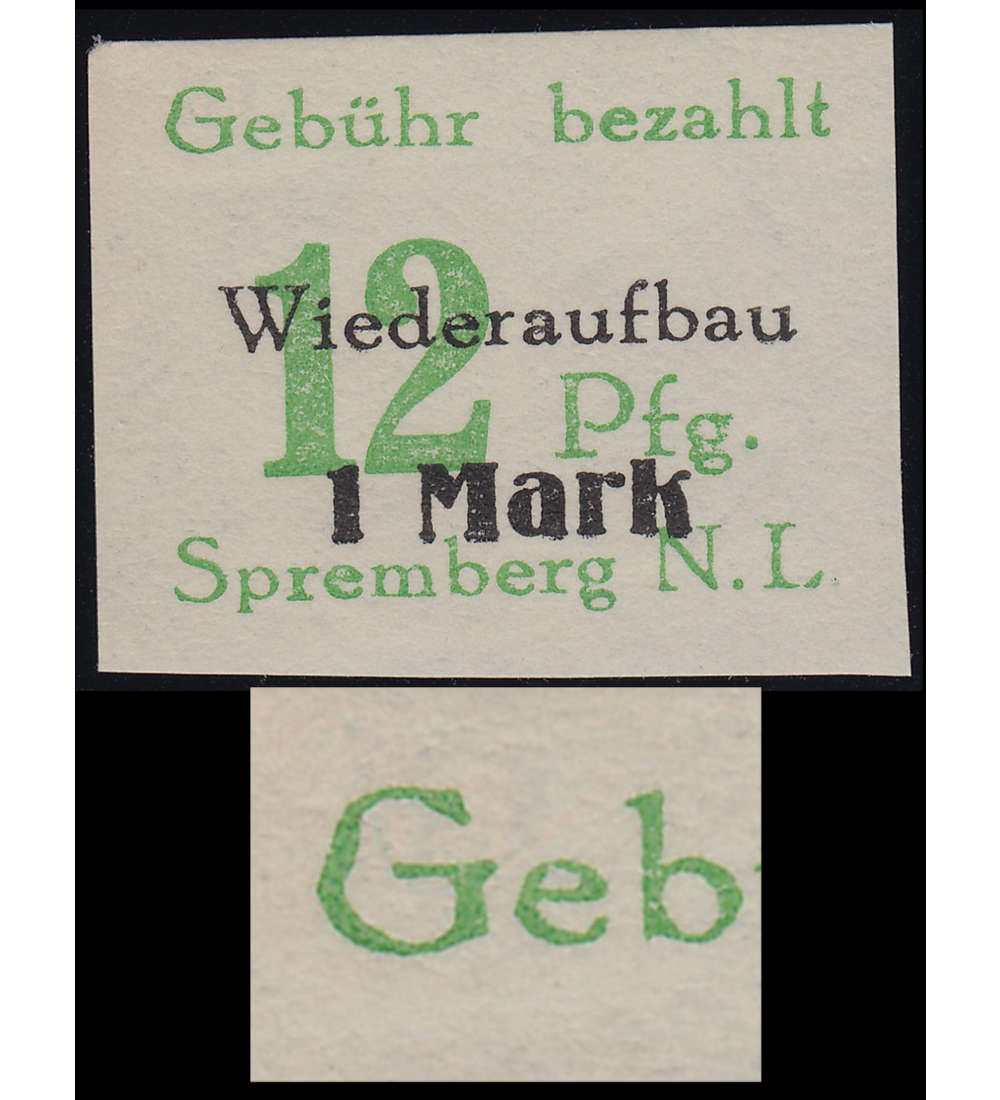 Gebühr bezahlt
Wiederaufbau
12 Pfg.
1 Mark
Spremberg N. L.
Geb